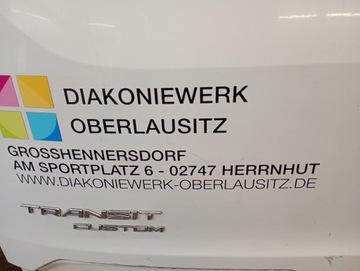 DIAKONIEWERK
OBERLAUSITZ
GROSSHENNERSDORF
AM SPORTPLATZ 6 - 02747 HERRNHUT
WWW.DIAKONIEWERK-OBERLAUSITZ.DE
TRANSIT
CUSTOM